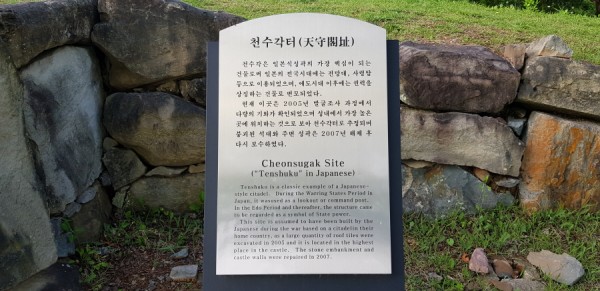 천수각터(天守閣址)
천수각은 일본식성곽의 가장 핵심이 되는
건물로써 일본의 전국시대에는 전망대, 사령탑
등으로 이용되었으며, 에도시대 이후에는 권력을
상징하는 건물로 변모되었다.
현재 이곳은 2005년 발굴조사 과정에서
다량의 기와가 확인되었으며 성내에서 가장 높은
곳에 위치하는 것으로 보아 천수각터로 추정되며
붕괴된 석대와 주변 성곽은 2007년 해체 후
다시 보수하였다.
Cheonsugak Site
("Tenshuku" in Japanese)
Tenshuku is a classic example of a Japanese-
style citadel. During the Warring States Period in
Japan, it was used as a lookout or command post.
In the Edo Period and thereafter, the structure came
to be regarded as a symbol of State power.
This site is assumed to have been built by the
Japanese during the war based on a citadel in their
home country, as a large quantity of roof tiles were
excavated in 2005 and it is located in the highest
place in the castle. The stone embankment and
castle walls were repaired in 2007.